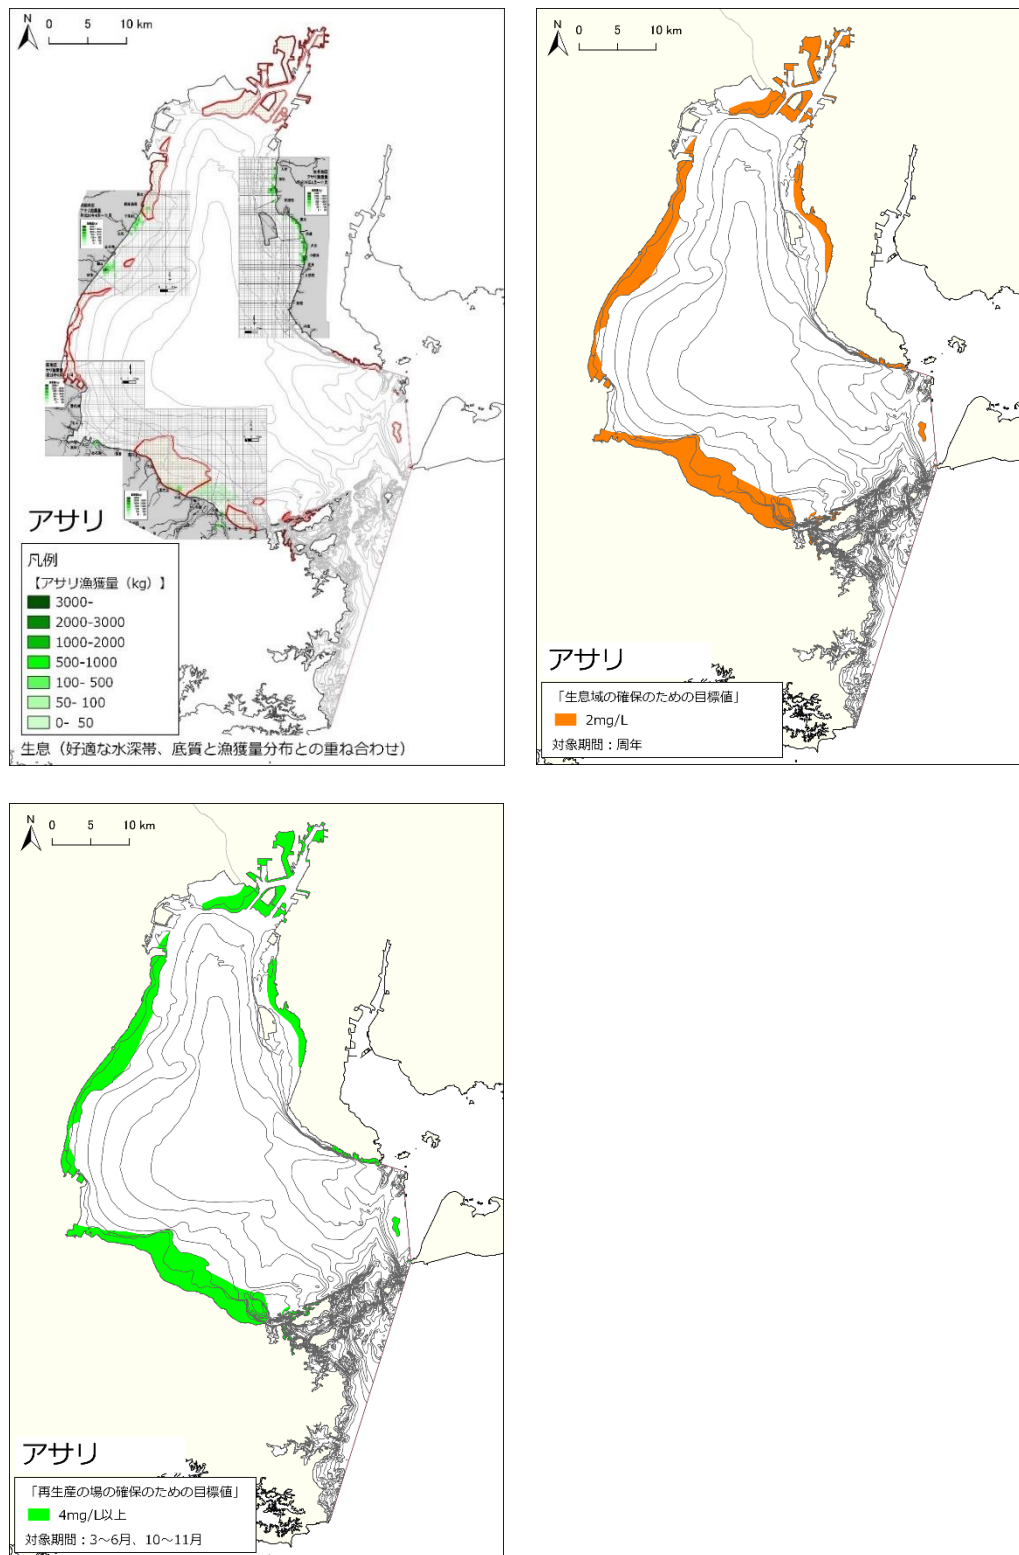 N
0 5 10 km
アサリ
凡例
【アサリ漁獲量（kg）】
3000-
2000-3000
1000-2000
500-1000
100- 500
50- 100
0- 50
生息（好適な水深帯、底質と漁獲量分布との重ね合わせ）
N
0 5 10 km
アサリ
「生息域の確保のための目標値」
2mg/L
対象期間：周年
N
0 5 10 km
アサリ
「再生産の場の確保のための目標値」
4mg/L以上
対象期間：3～6月、10～11月